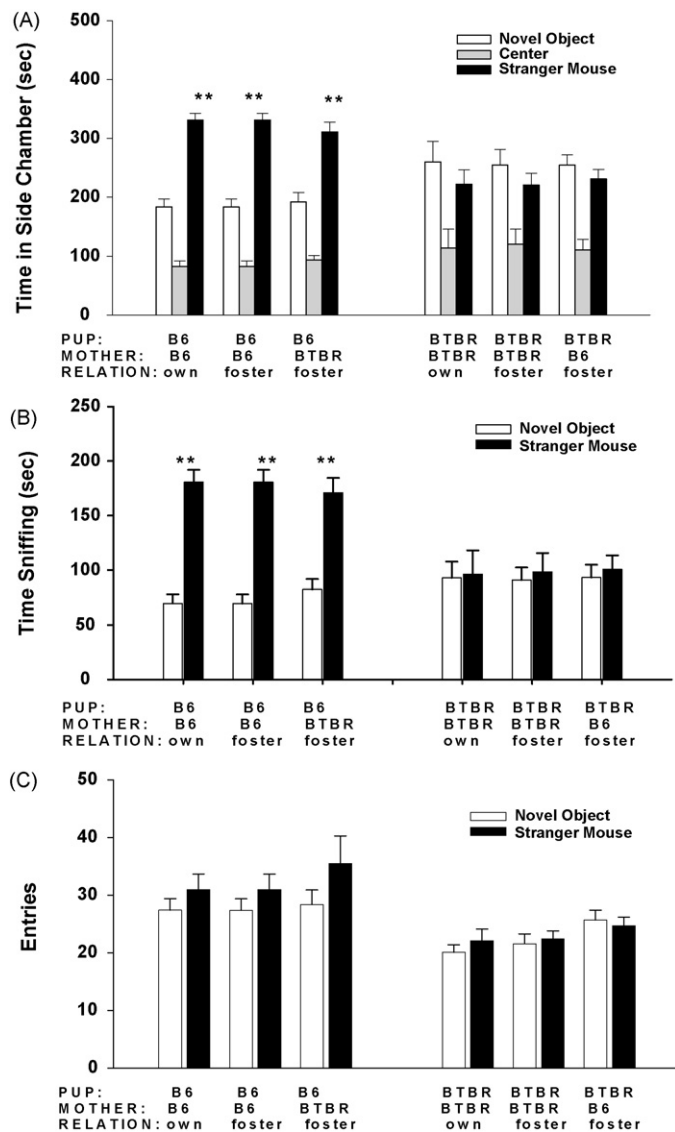 (A)
500
400
300
200
100
0
Time in Side Chamber (sec)
Novel Object
Center
Stranger Mouse
** ** **
PUP: B6 B6 B6 BTBR BTBR BTBR
MOTHER: B6 B6 BTBR BTBR BTBR B6
RELATION: own foster foster own foster foster
(B)
250
200
150
100
50
0
Time Sniffing (sec)
Novel Object
Stranger Mouse
** ** **
PUP: B6 B6 B6 BTBR BTBR BTBR
MOTHER: B6 B6 BTBR BTBR BTBR B6
RELATION: own foster foster own foster foster
(C)
50
40
30
20
10
0
Entries
Novel Object
Stranger Mouse
PUP: B6 B6 B6 BTBR BTBR BTBR
MOTHER: B6 B6 BTBR BTBR BTBR B6
RELATION: own foster foster own foster foster